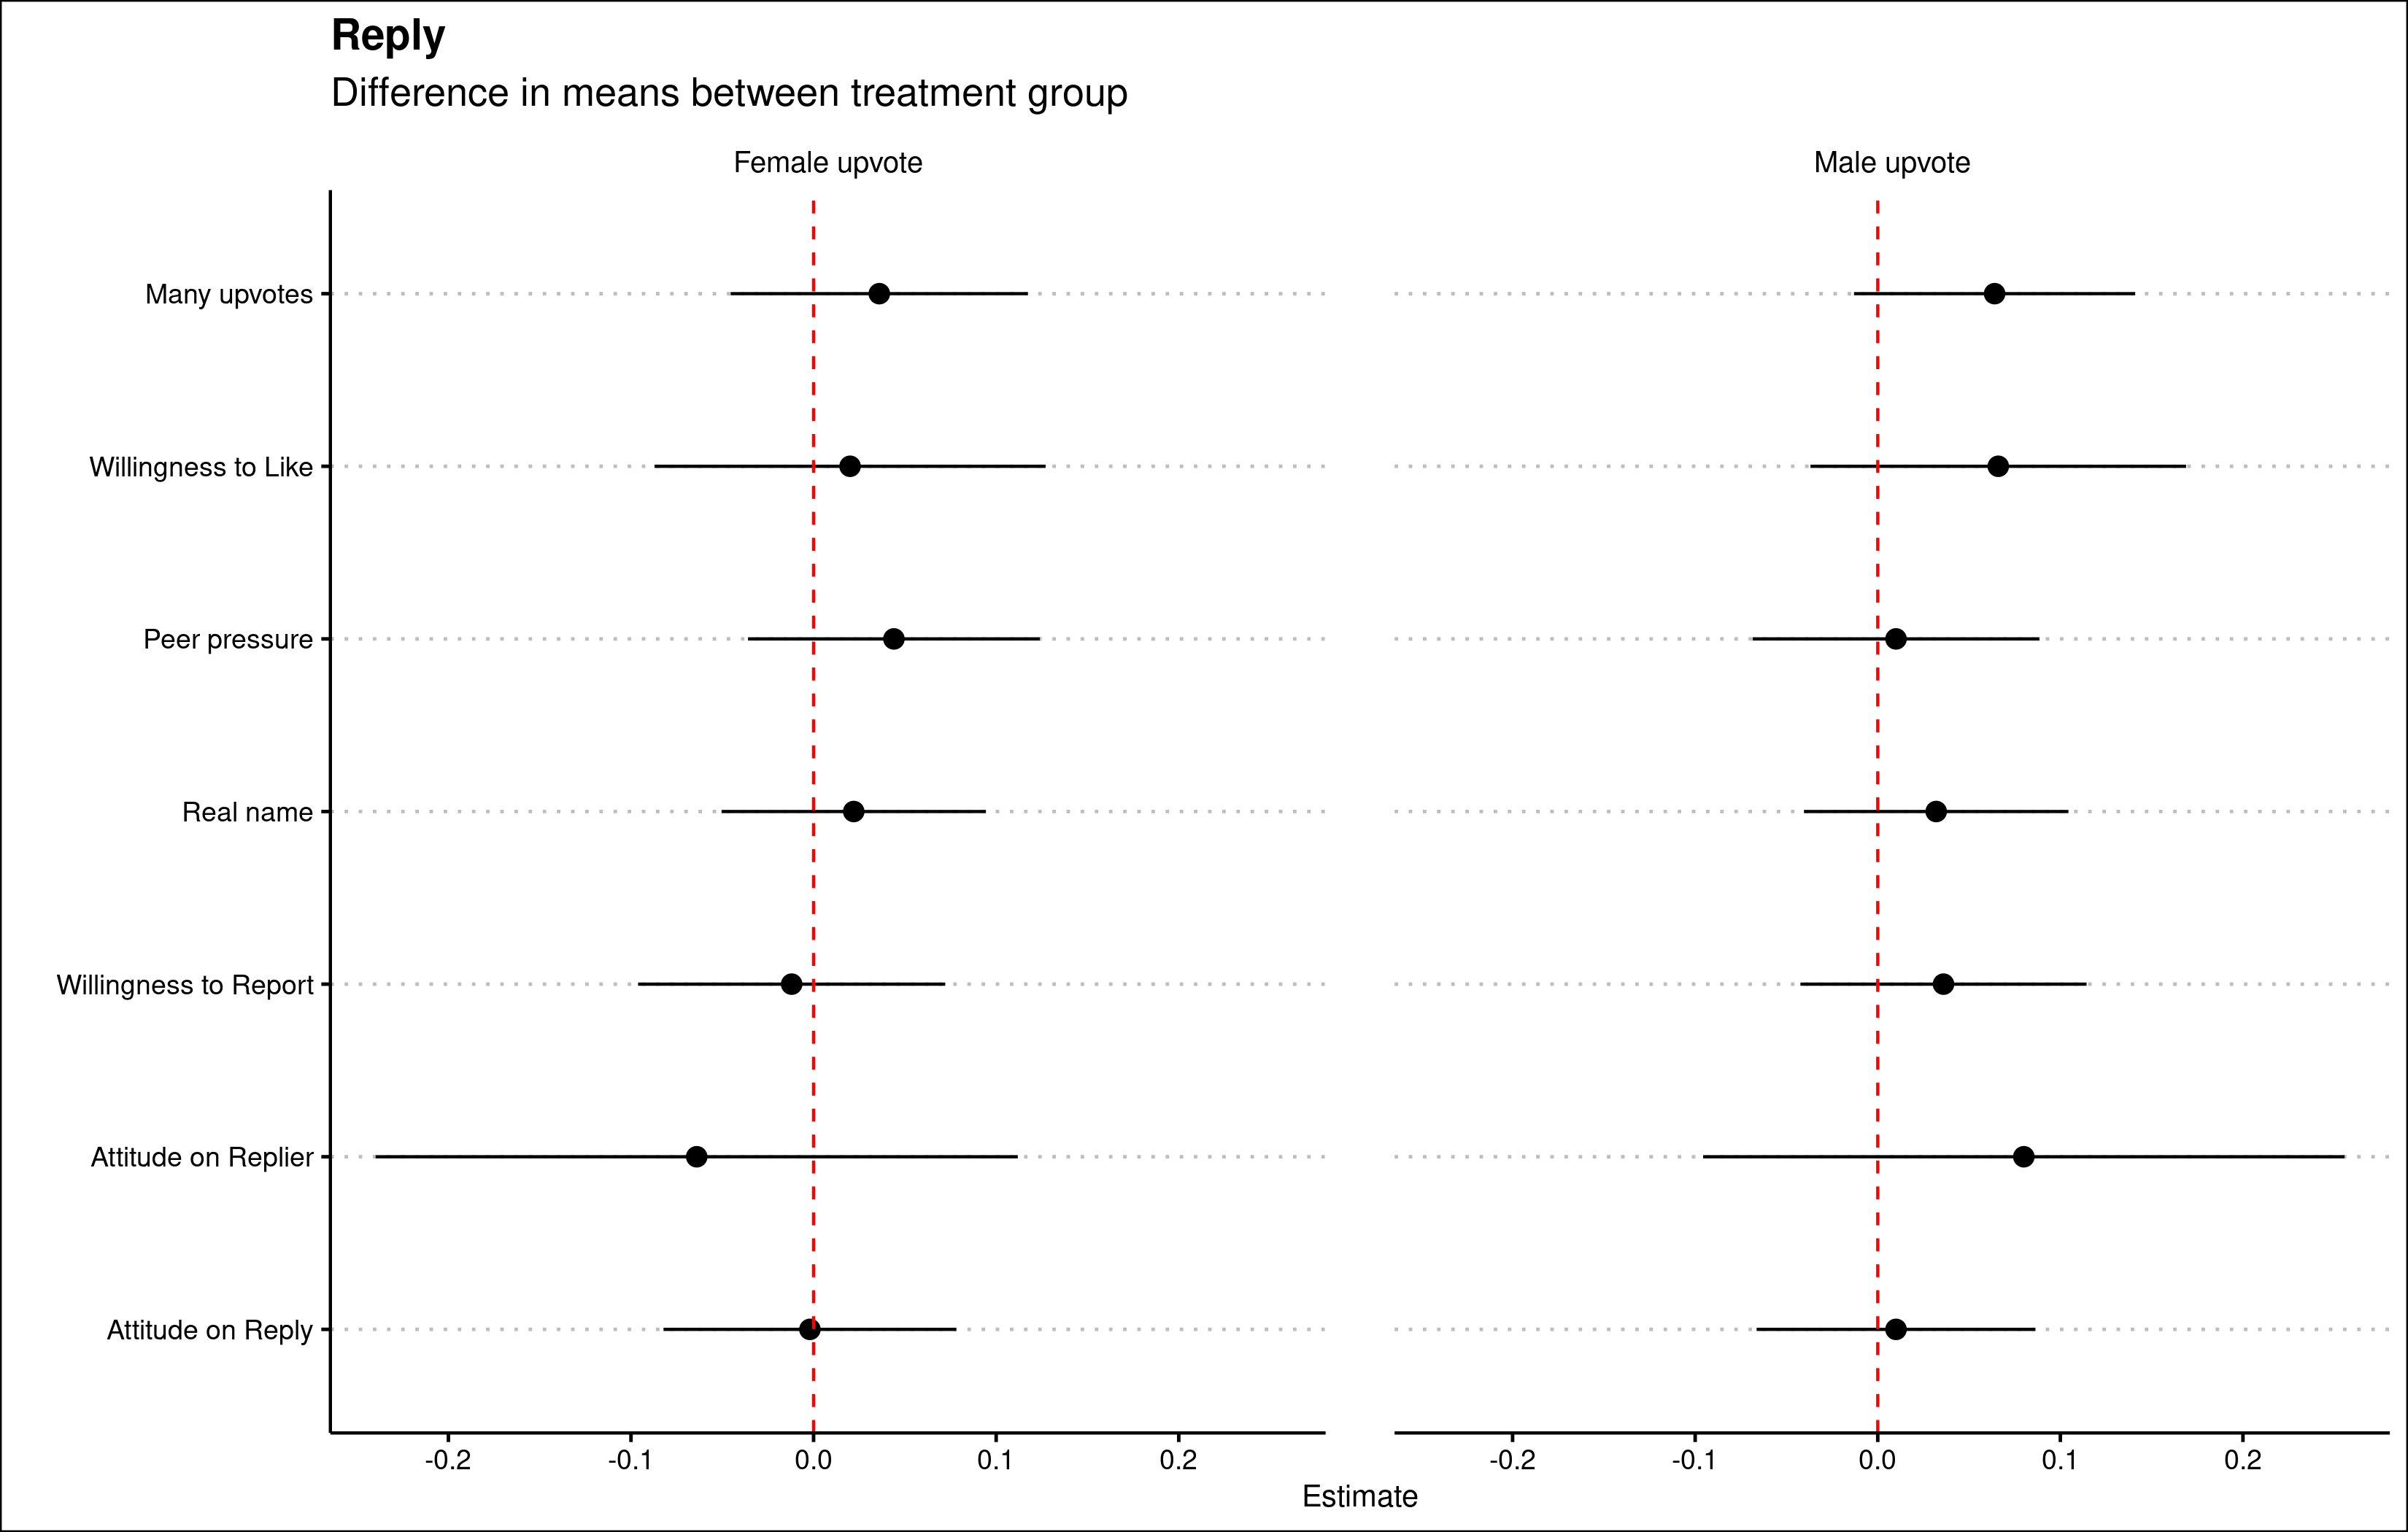 Reply
Difference in means between treatment group
Female upvote
Male upvote
Many upvotes
Willingness to Like
Peer pressure
Real name
Willingness to Report
Attitude on Replier
Attitude on Reply
-0.2 -0.1 0.0 0.1 0.2
-0.2 -0.1 0.0 0.1 0.2
Estimate